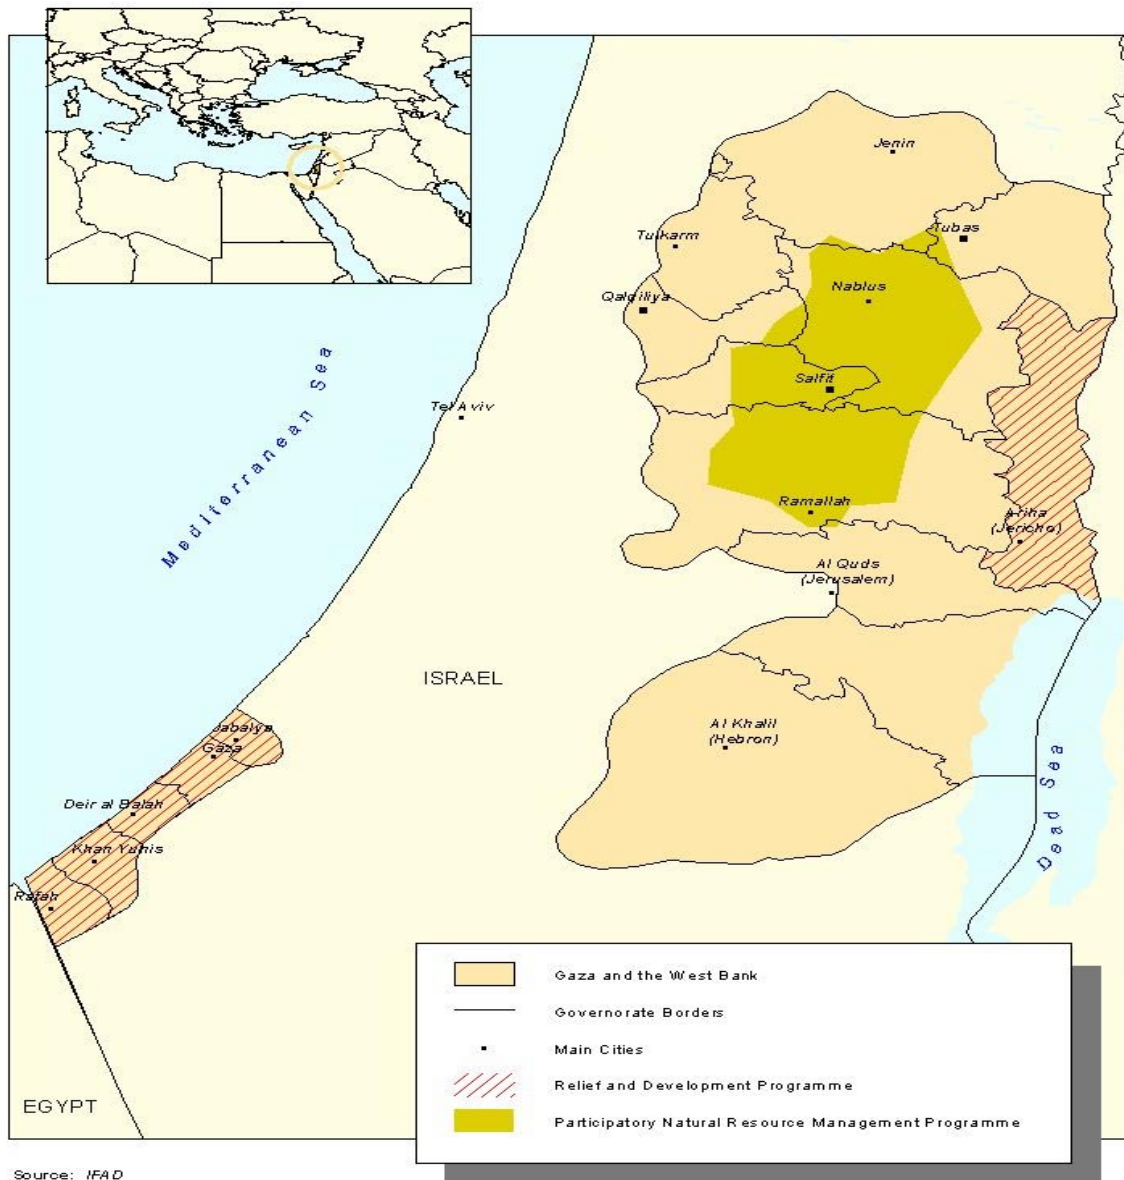 Jenin
Tulkarm
Tubas
Qalqiliya
Nablus
Salfit
Tel Aviv
Mediterranean Sea
Ramallah
Ariha
(Jericho)
Al Quds
(Jerusalem)
ISRAEL
Al Khalil
(Hebron)
Jabalya
Gaza
Deir al Balah
Khan Yunis
Rafah
Dead Sea
EGYPT
Gaza and the West Bank
Governorate Borders
Main Cities
Relief and Development Programme
Participatory Natural Resource Management Programme
Source: IFAD